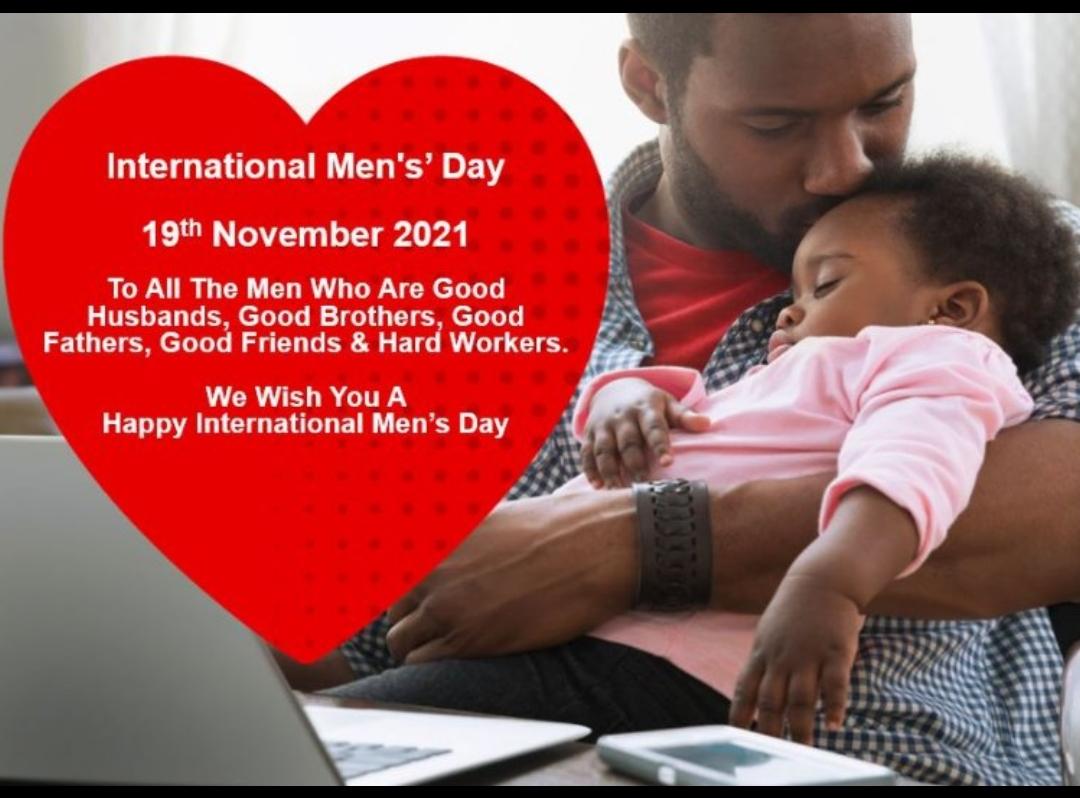 International Men's’ Day
19th November 2021
To All The Men Who Are Good
Husbands, Good Brothers, Good
Fathers, Good Friends & Hard Workers.
We Wish You A
Happy International Men’s Day